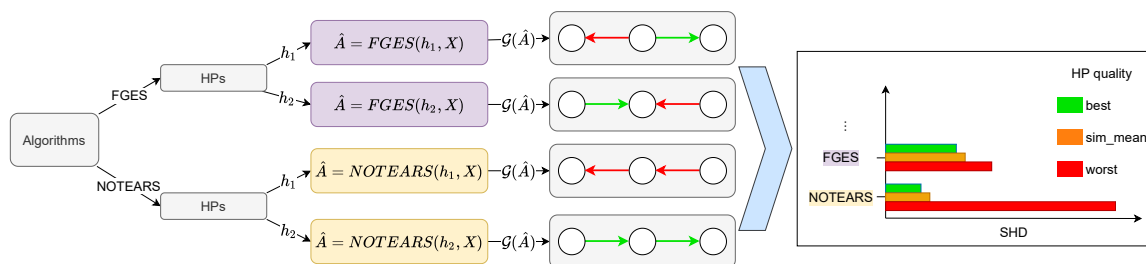 Algorithms
FGES
NOTEARS
HPs
HPs
h₁
h₂
h₁
h₂
Â = FGES(h₁, X)
Â = FGES(h₂, X)
Â = NOTEARS(h₁, X)
Â = NOTEARS(h₂, X)
𝒢(Â)
𝒢(Â)
𝒢(Â)
𝒢(Â)
HP quality
best
sim_mean
worst
⋮
FGES
NOTEARS
SHD